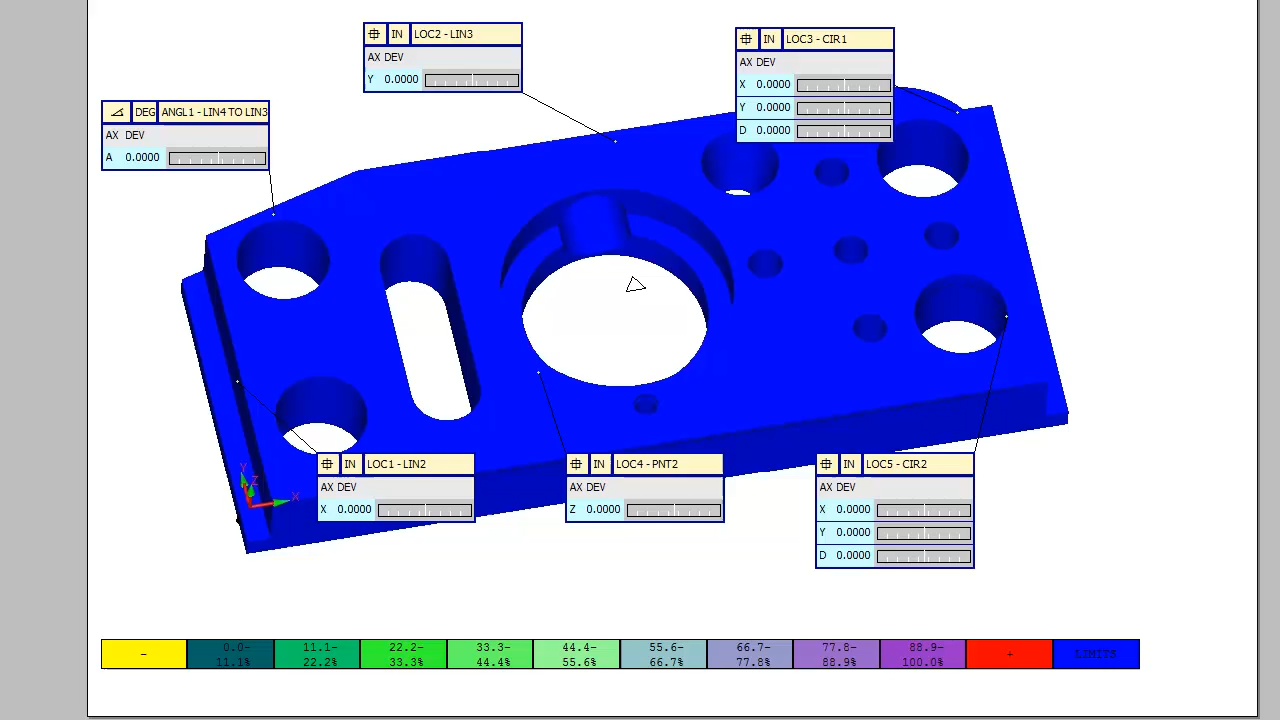 IN LOC2 - LIN3
AX DEV
Y 0.0000
IN LOC3 - CIR1
AX DEV
X 0.0000
Y 0.0000
D 0.0000
DEG ANGL1 - LIN4 TO LIN3
AX DEV
A 0.0000
Y
Z
X
IN LOC1 - LIN2
AX DEV
X 0.0000
IN LOC4 - PNT2
AX DEV
Z 0.0000
IN LOC5 - CIR2
AX DEV
X 0.0000
Y 0.0000
D 0.0000
-
0.0-
11.1%
11.1-
22.2%
22.2-
33.3%
33.3-
44.4%
44.4-
55.6%
55.6-
66.7%
66.7-
77.8%
77.8-
88.9%
88.9-
100.0%
+
LIMITS